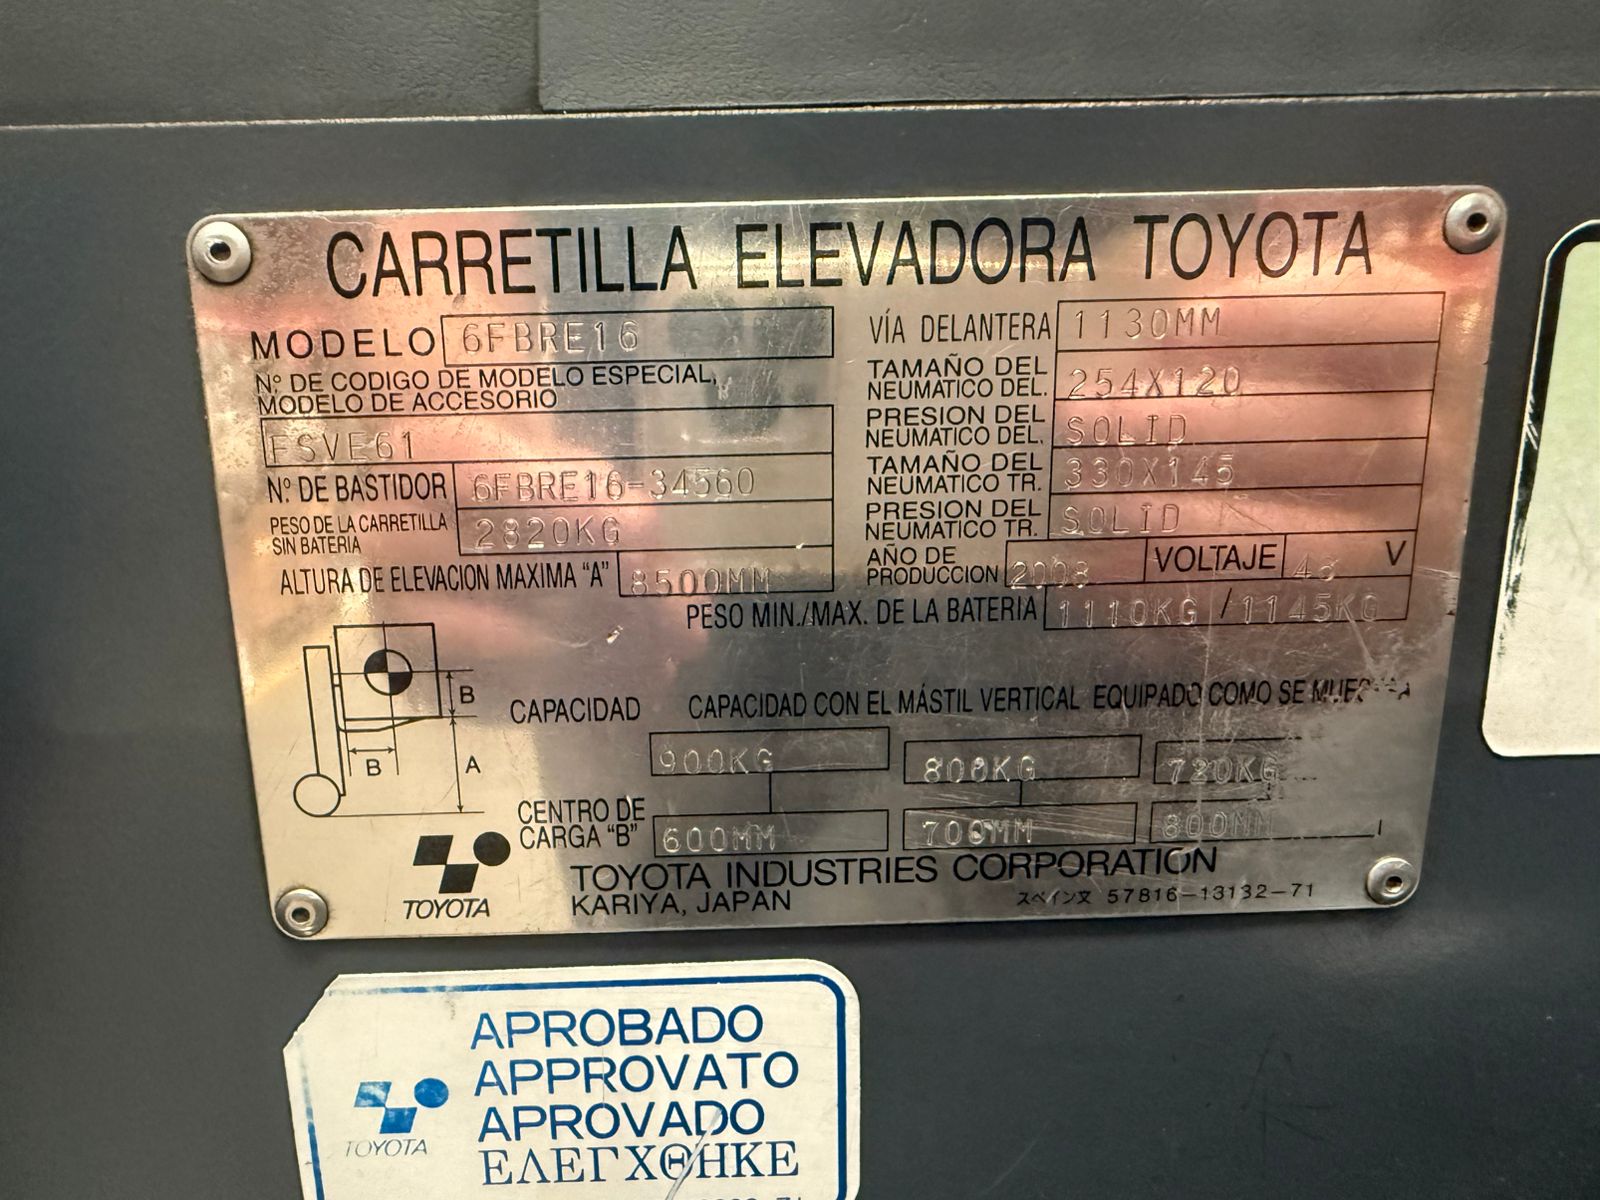 CARRETILLA ELEVADORA TOYOTA
MODELO 6FBRE16
Nº DE CODIGO DE MODELO ESPECIAL,
MODELO DE ACCESORIO
FSVE61
Nº DE BASTIDOR 6FBRE16-34560
PESO DE LA CARRETILLA
SIN BATERIA 2820KG
ALTURA DE ELEVACION MAXIMA "A" 8500MM
VÍA DELANTERA 1130MM
TAMAÑO DEL
NEUMATICO DEL. 254X120
PRESION DEL
NEUMATICO DEL. SOLID
TAMAÑO DEL
NEUMATICO TR. 330X145
PRESION DEL
NEUMATICO TR. SOLID
AÑO DE
PRODUCCION 2008 VOLTAJE V
PESO MIN./MAX. DE LA BATERIA 1110KG / 1145KG
B
B
A
CAPACIDAD CAPACIDAD CON EL MÁSTIL VERTICAL EQUIPADO COMO SE
900KG 800KG 720KG
CENTRO DE
CARGA "B" 600MM 700MM 800MM
TOYOTA
TOYOTA INDUSTRIES CORPORATION
KARIYA, JAPAN
スペイン文 57816-13132-71
TOYOTA
APROBADO
APPROVATO
APROVADO
ΕΛΕΓΧΘΗΚΕ